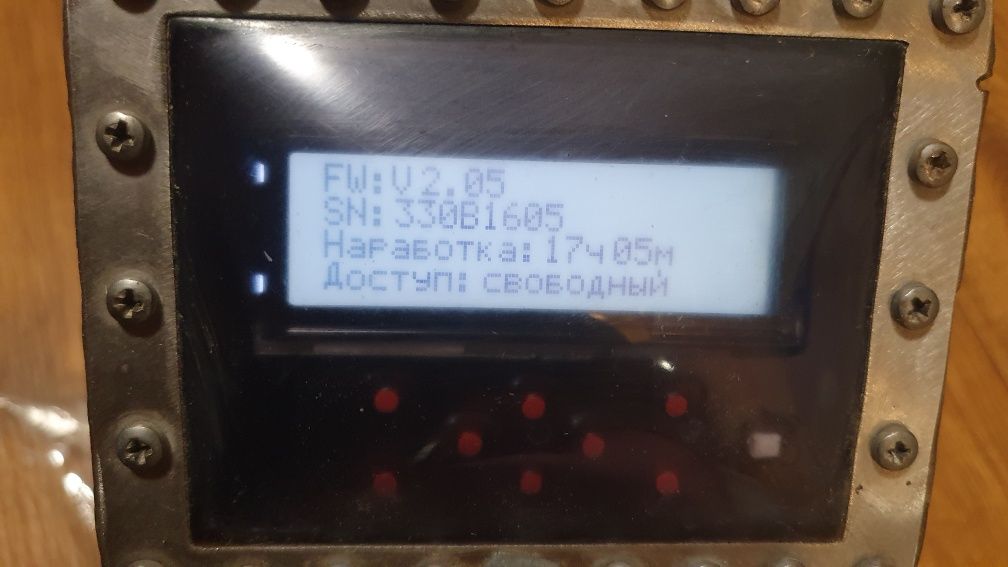 FW:V2.05
SN:330B1605
Наработка:17ч05м
Доступ:свободный